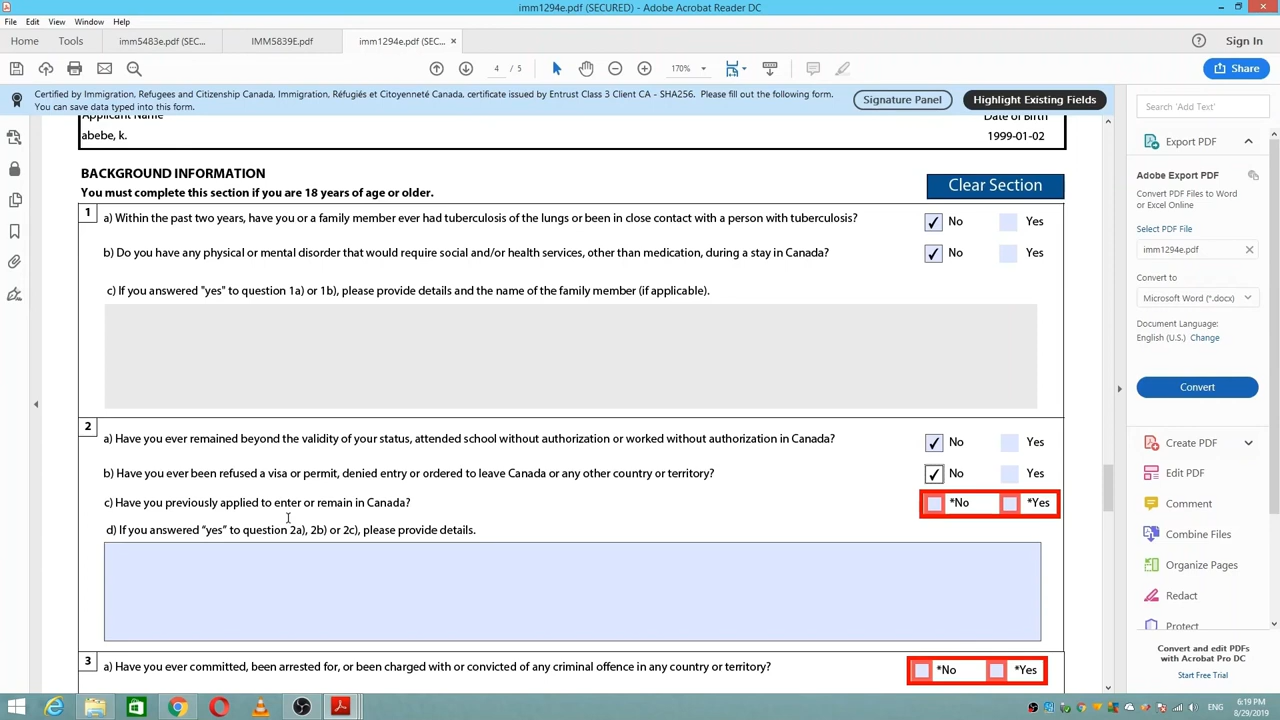 imm1294e.pdf (SECURED) - Adobe Acrobat Reader DC
File Edit View Window Help
Home Tools imm5483e.pdf (SEC... IMM5839E.pdf imm1294e.pdf (SEC... × Sign In
4 / 5 170% Share
Certified by Immigration, Refugees and Citizenship Canada, Immigration, Réfugiés et Citoyenneté Canada, certificate issued by Entrust Class 3 Client CA - SHA256. Please fill out the following form.
You can save data typed into this form.
Signature Panel
Highlight Existing Fields
Applicant Name Date of Birth
abebe, k. 1999-01-02
BACKGROUND INFORMATION
You must complete this section if you are 18 years of age or older.
Clear Section
1 a) Within the past two years, have you or a family member ever had tuberculosis of the lungs or been in close contact with a person with tuberculosis? No Yes
b) Do you have any physical or mental disorder that would require social and/or health services, other than medication, during a stay in Canada? No Yes
c) If you answered "yes" to question 1a) or 1b), please provide details and the name of the family member (if applicable).
2 a) Have you ever remained beyond the validity of your status, attended school without authorization or worked without authorization in Canada? No Yes
b) Have you ever been refused a visa or permit, denied entry or ordered to leave Canada or any other country or territory? No Yes
c) Have you previously applied to enter or remain in Canada? *No *Yes
d) If you answered “yes” to question 2a), 2b) or 2c), please provide details.
3 a) Have you ever committed, been arrested for, or been charged with or convicted of any criminal offence in any country or territory? *No *Yes
Search 'Add Text'
Export PDF
Adobe Export PDF
Convert PDF Files to Word
or Excel Online
Select PDF File
imm1294e.pdf
Convert to
Microsoft Word (*.docx)
Document Language:
English (U.S.) Change
Convert
Create PDF
Edit PDF
Comment
Combine Files
Organize Pages
Redact
Protect
Convert and edit PDFs
with Acrobat Pro DC
Start Free Trial
ENG
6:19 PM
8/29/2019